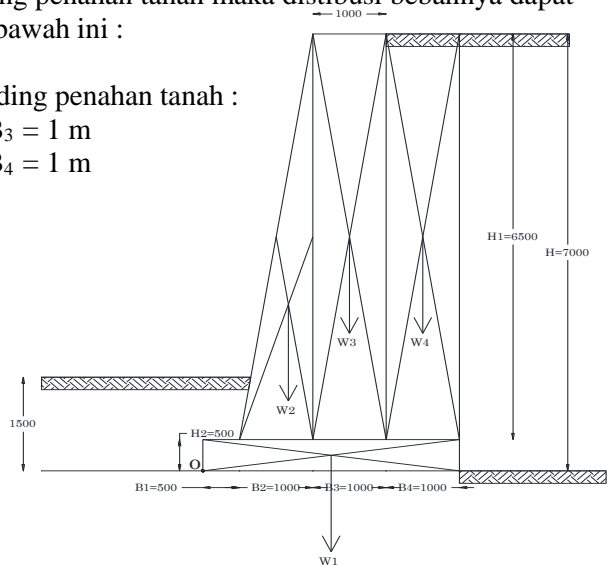 ng penahan tanah maka distribusi bebannya dapat
bawah ini :
1000
ding penahan tanah :
B₃ = 1 m
B₄ = 1 m
H1=6500
H=7000
W3
W4
W2
1500
H2=500
O
B1=500
B2=1000
B3=1000
B4=1000
W1